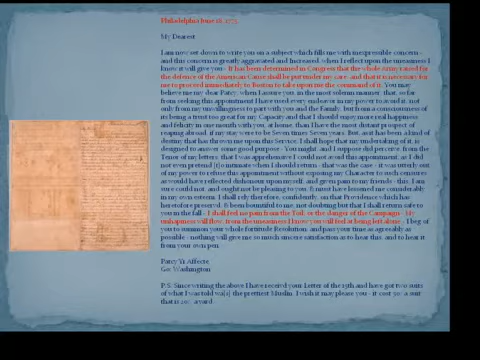 Philadelphia June 18, 1775.
My Dearest
I am now set down to write you on a subject which fills me with inexpressible concern -
and this concern is greatly aggravated and Increased, when I reflect upon the uneasiness I
know it will give you - It has been determined in Congress that the whole Army raised for
the defence of the American Cause shall be put under my care, and that it is necessary for
me to proceed immediately to Boston to take upon me the command of it. You may
believe me my dear Patsy, when I assure you, in the most solemn manner, that, so far
from seeking this appointment I have used every endeavor in my power to avoid it, not
only from my unwillingness to part with you and the Family, but from a consciousness of
its being a trust too great for my Capacity and that I should enjoy more real happiness
and felicity in one month with you, at home, than I have the most distant prospect of
reaping abroad, if my stay were to be Seven times Seven years. But, as it has been a kind of
destiny that has thrown me upon this Service, I shall hope that my undertaking of it, is
designed to answer some good purpose - You might, and I suppose did perceive, from the
Tenor of my letters, that I was apprehensive I could not avoid this appointment, as I did
not even pretend [t]o intimate when I should return - that was the case - it was utterly out
of my power to refuse this appointment without exposing my Character to such censures
as would have reflected dishonour upon myself, and given pain to my friends - this, I am
sure could not, and ought not be pleasing to you, & must have lessened me considerably
in my own esteem. I shall rely therefore, confidently, on that Providence which has
heretofore preserved, & been bountiful to me, not doubting but that I shall return safe to
you in the fall - I shall feel no pain from the Toil, or the danger of the Campaign - My
unhappiness will flow, from the uneasiness I know you will feel at being left alone - I beg of
you to summon your whole fortitude Resolution, and pass your time as agreeably as
possible - nothing will give me so much sincere satisfaction as to hear this, and to hear it
from your own pen.
Patsy Yr Affecte
Go: Washington
P.S. Since writing the above I have receivd your Letter of the 15th and have got two suits
of what I was told wa[s] the prettiest Muslin. I wish it may please you - it cost
that is